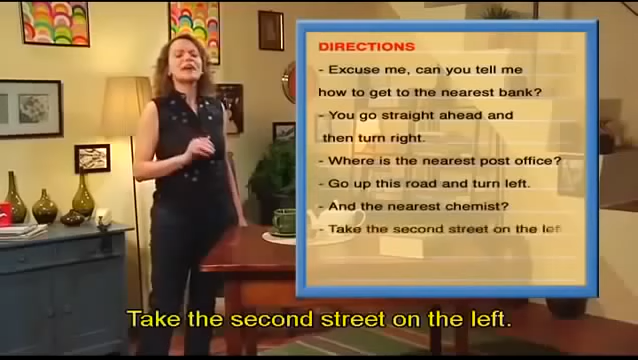 DIRECTIONS
- Excuse me, can you tell me
how to get to the nearest bank?
- You go straight ahead and
then turn right.
- Where is the nearest post office?
- Go up this road and turn left.
- And the nearest chemist?
- Take the second street on the lef
Take the second street on the left.